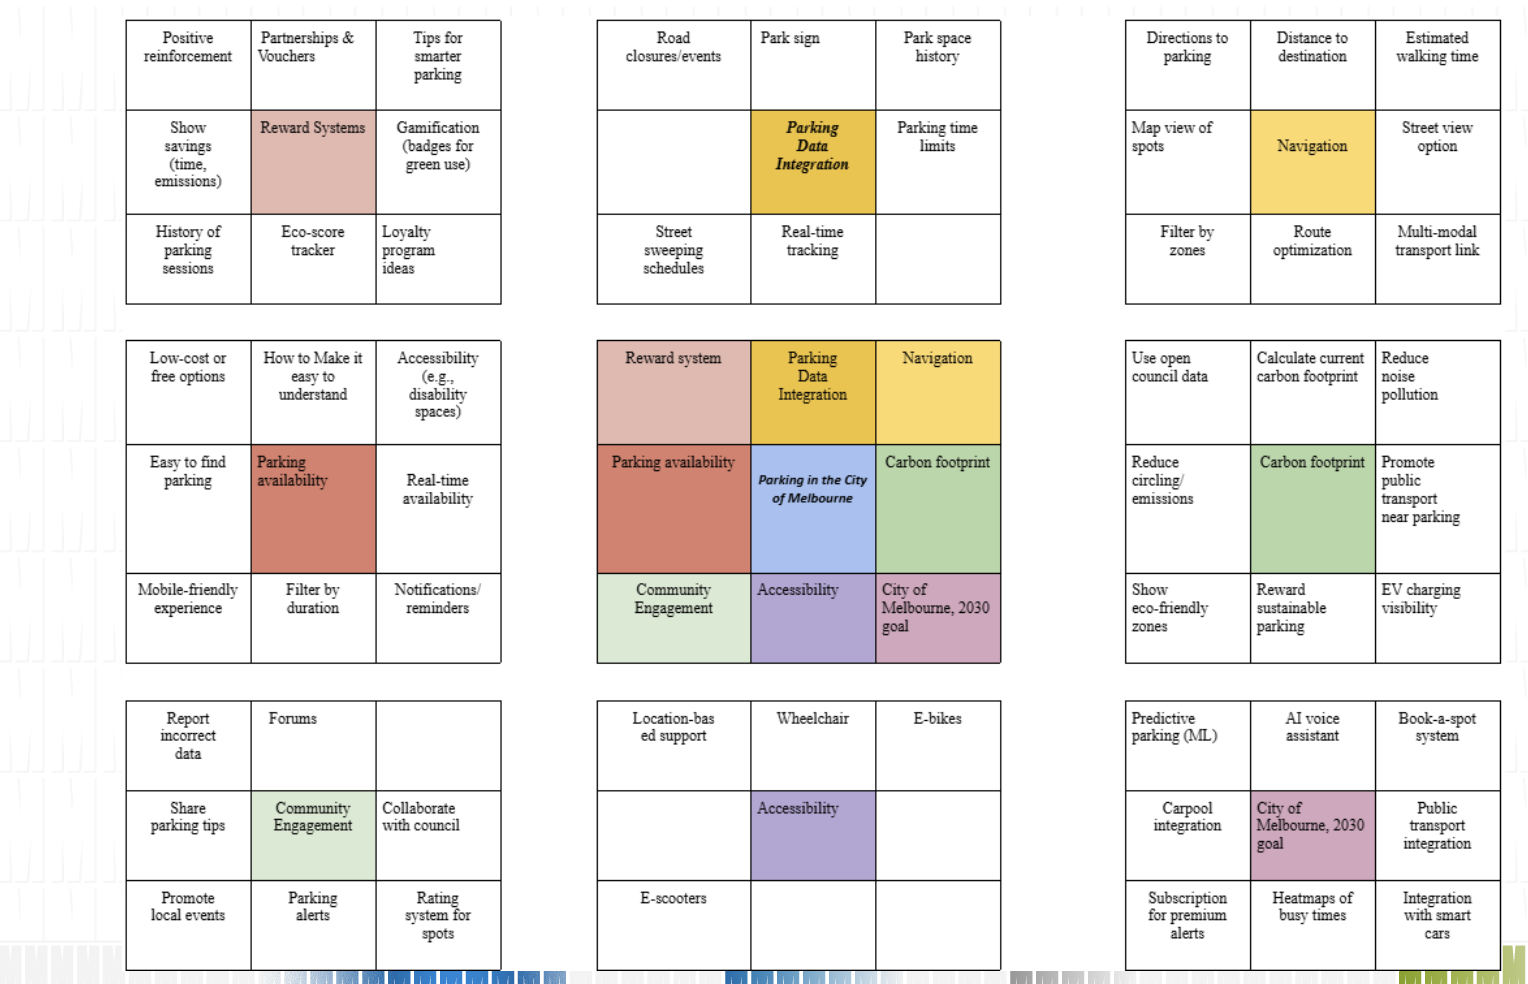 Positive
reinforcement
Partnerships &
Vouchers
Tips for
smarter
parking
Show
savings
(time,
emissions)
Reward Systems
Gamification
(badges for
green use)
History of
parking
sessions
Eco-score
tracker
Loyalty
program
ideas
Road
closures/events
Park sign
Park space
history
Parking
Data
Integration
Parking time
limits
Street
sweeping
schedules
Real-time
tracking
Directions to
parking
Distance to
destination
Estimated
walking time
Map view of
spots
Navigation
Street view
option
Filter by
zones
Route
optimization
Multi-modal
transport link
Low-cost or
free options
How to Make it
easy to
understand
Accessibility
(e.g.,
disability
spaces)
Easy to find
parking
Parking
availability
Real-time
availability
Mobile-friendly
experience
Filter by
duration
Notifications/
reminders
Reward system
Parking
Data
Integration
Navigation
Parking availability
Parking in the City
of Melbourne
Carbon footprint
Community
Engagement
Accessibility
City of
Melbourne, 2030
goal
Use open
council data
Calculate current
carbon footprint
Reduce
noise
pollution
Reduce
circling/
emissions
Carbon footprint
Promote
public
transport
near parking
Show
eco-friendly
zones
Reward
sustainable
parking
EV charging
visibility
Report
incorrect
data
Forums
Share
parking tips
Community
Engagement
Collaborate
with council
Promote
local events
Parking
alerts
Rating
system for
spots
Location-bas
ed support
Wheelchair
E-bikes
Accessibility
E-scooters
Predictive
parking (ML)
AI voice
assistant
Book-a-spot
system
Carpool
integration
City of
Melbourne, 2030
goal
Public
transport
integration
Subscription
for premium
alerts
Heatmaps of
busy times
Integration
with smart
cars